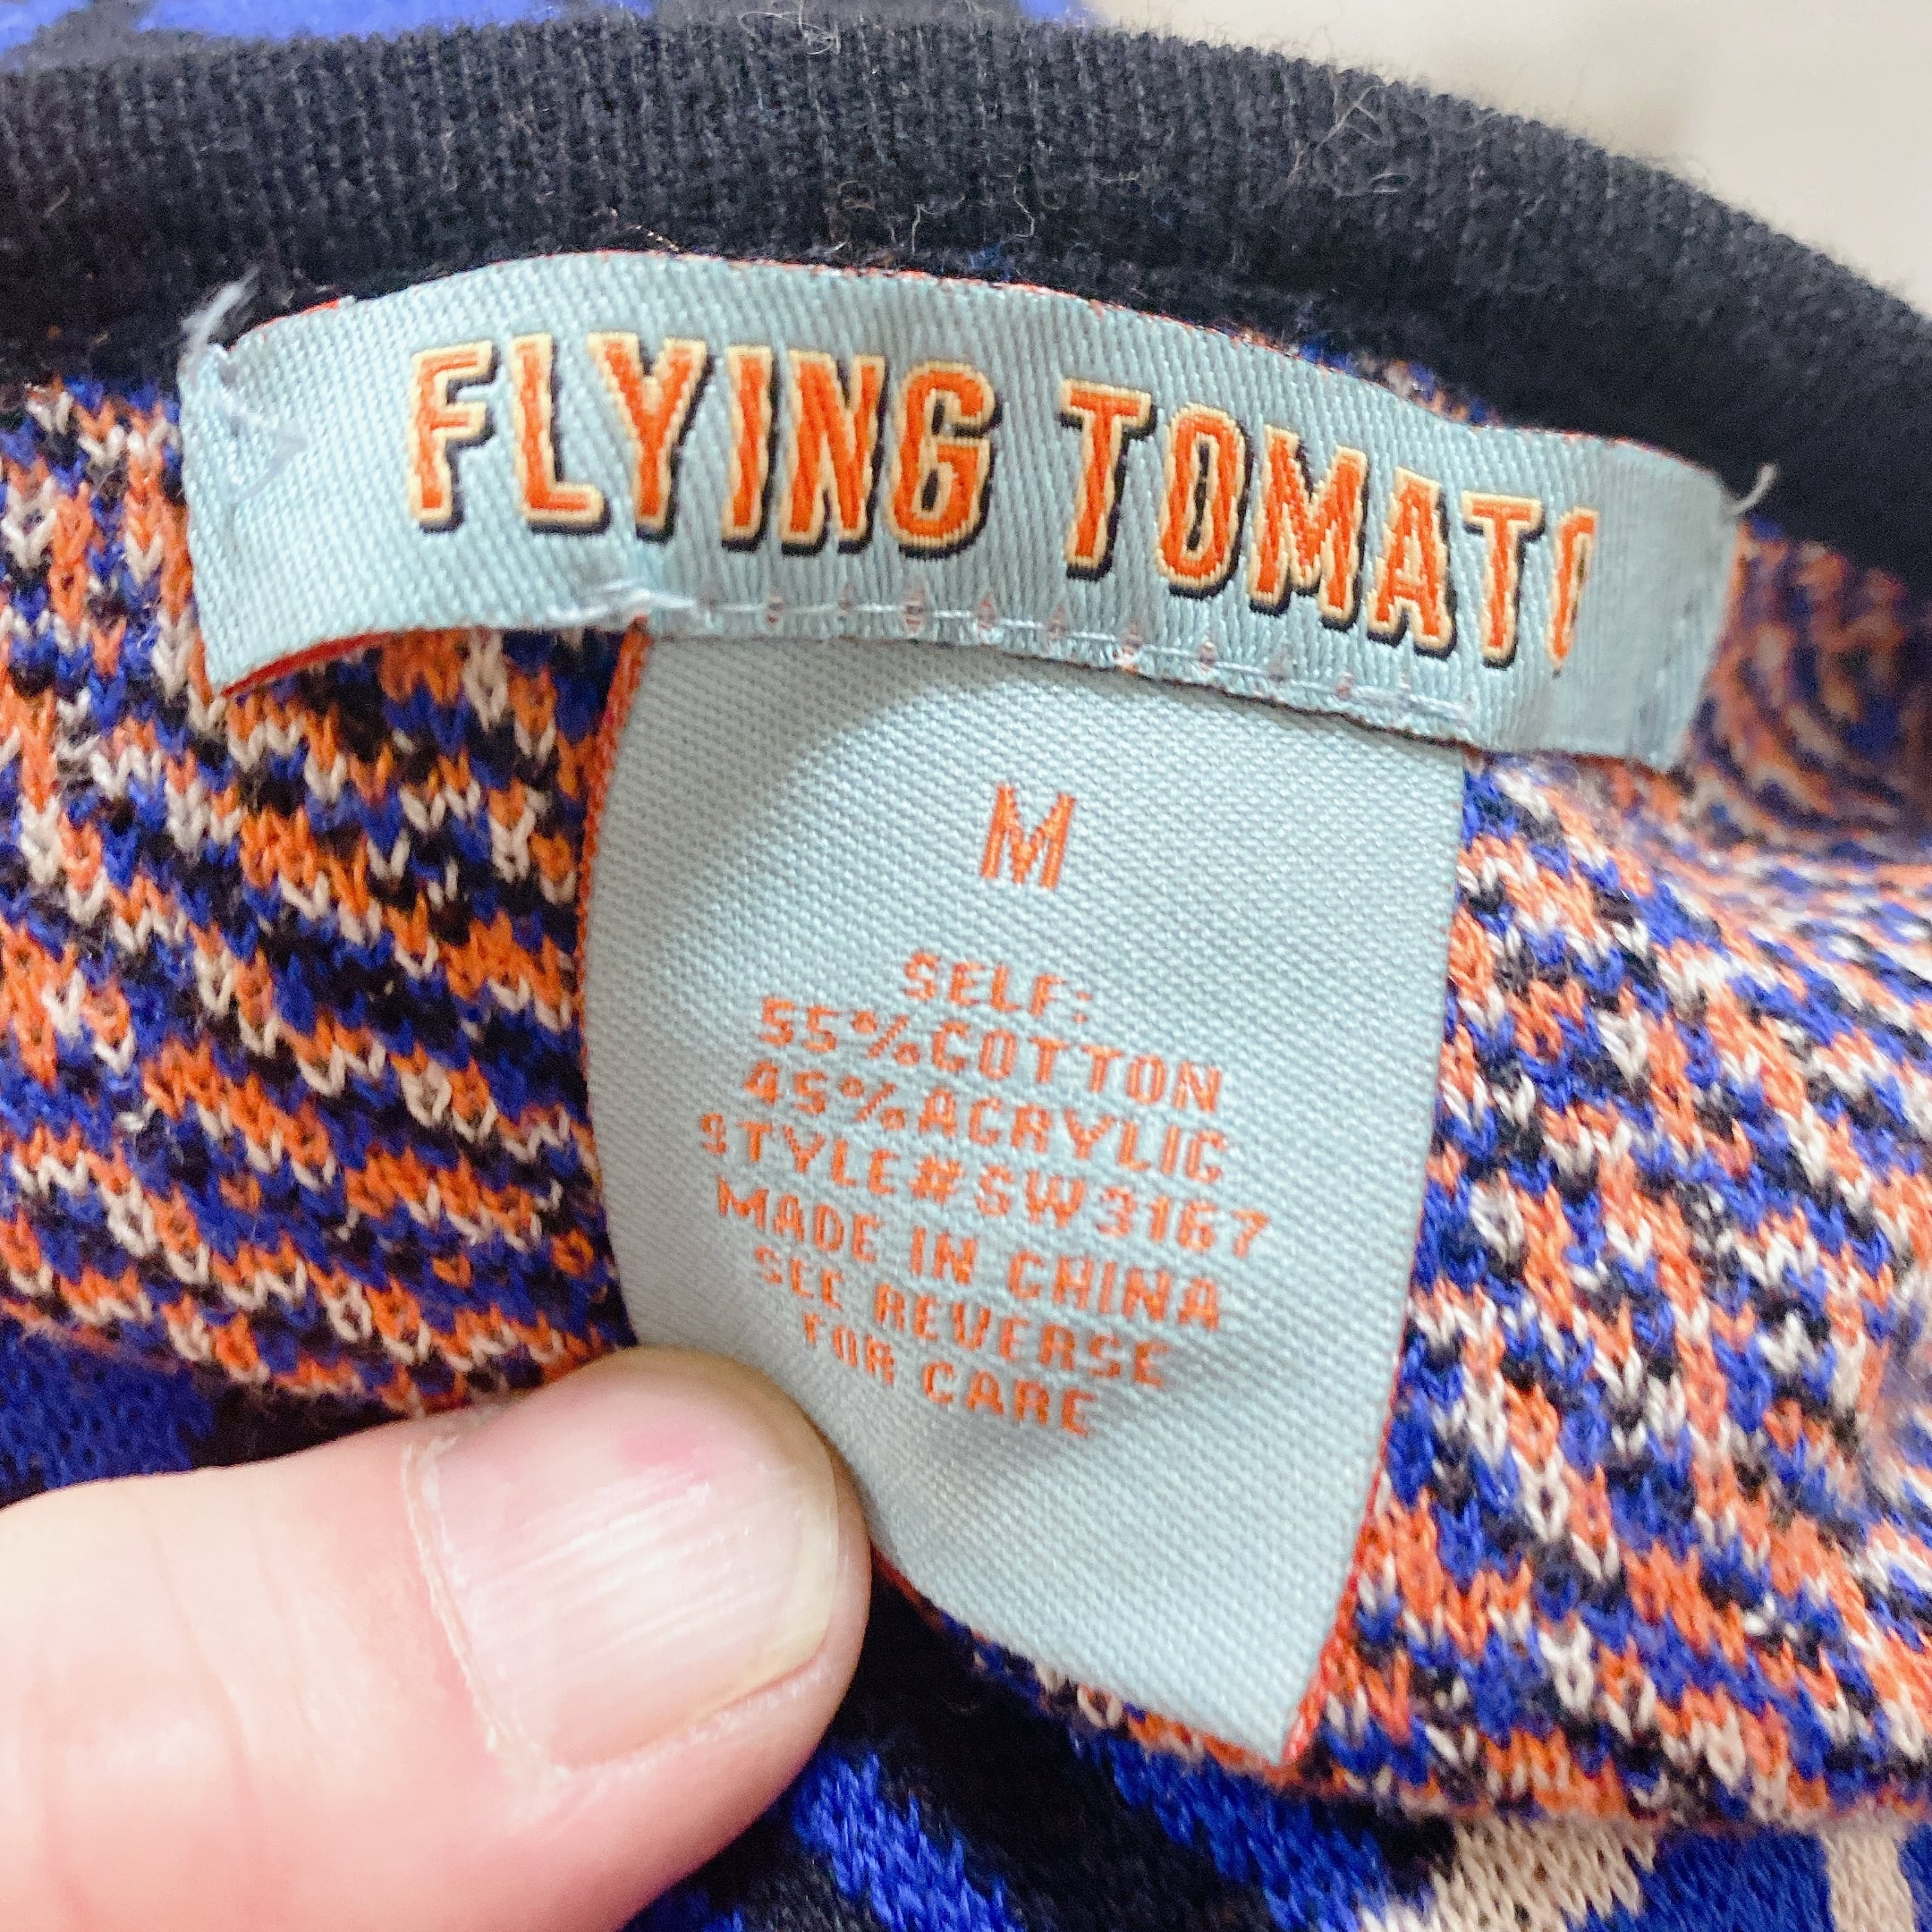 FLYING TOMATO
M
SELF:
55%COTTON
45%ACRYLIC
STYLE#SW3167
MADE IN CHINA
SEE REVERSE
FOR CARE